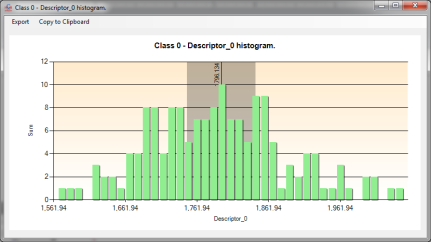 Class 0 - Descriptor_0 histogram.
Export Copy to Clipboard
Class 0 - Descriptor_0 histogram.
12
10
8
6
4
2
0
Sum
1796.134
1,561.94 1,661.94 1,761.94 1,861.94 1,961.94
Descriptor_0